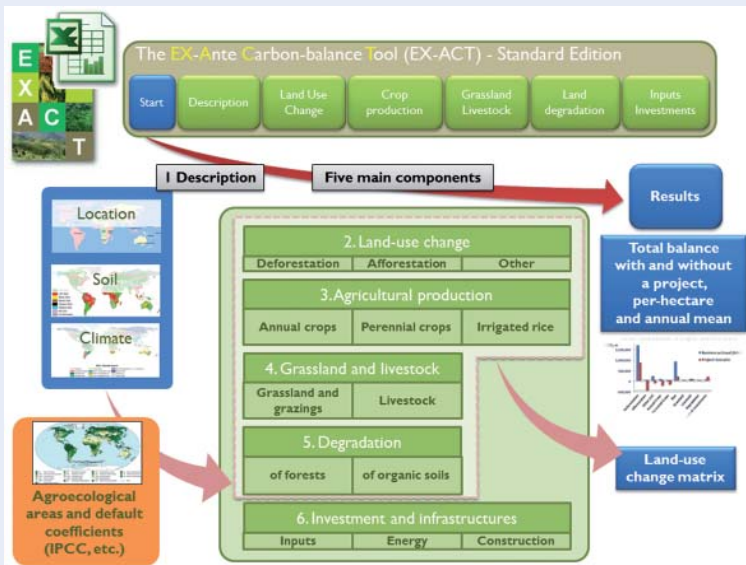 The EX-Ante Carbon-balance Tool (EX-ACT) - Standard Edition
E
X
A C
T
Start
Description
Land Use
Change
Crop
production
Grassland
Livestock
Land
degradation
Inputs
Investments
1 Description
Five main components
Results
Location
Soil
Climate
2. Land-use change
Deforestation
Afforestation
Other
3. Agricultural production
Annual crops
Perennial crops
Irrigated rice
4. Grassland and livestock
Grassland and
grazings
Livestock
5. Degradation
of forests
of organic soils
6. Investment and infrastructures
Inputs
Energy
Construction
Total balance
with and without
a project,
per-hectare
and annual mean
Land-use
change matrix
Agroecological
areas and default
coefficients
(IPCC, etc.)